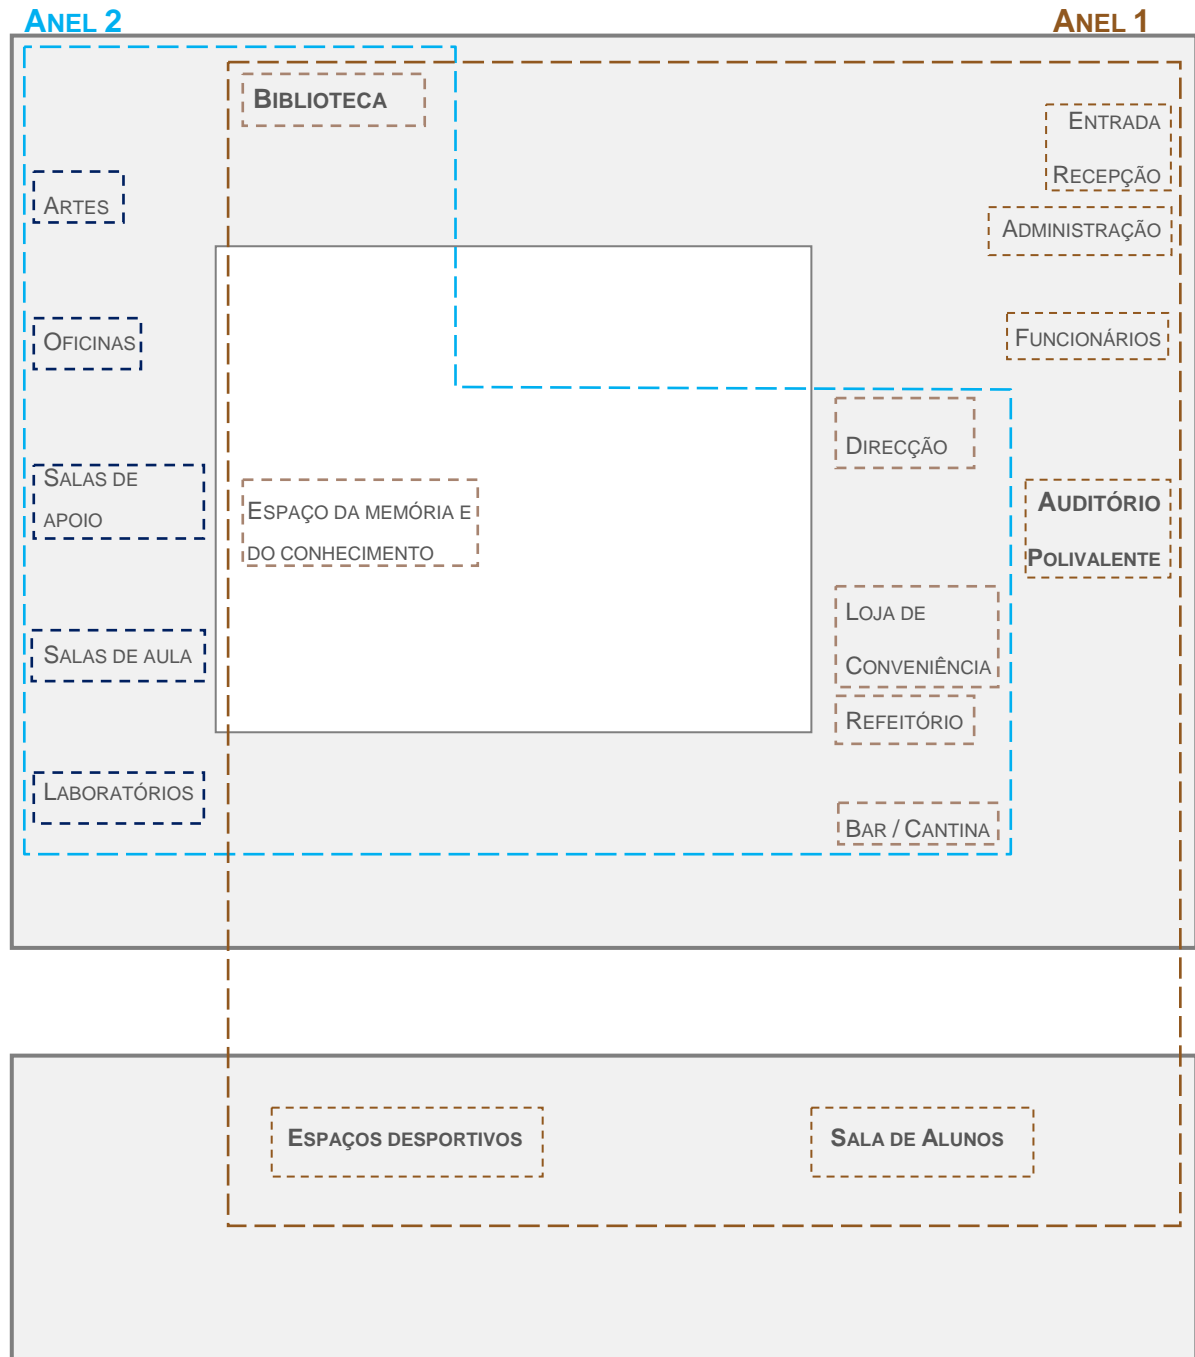 ANEL 2
ANEL 1
BIBLIOTECA
ENTRADA
RECEPÇÃO
ARTES
ADMINISTRAÇÃO
OFICINAS
FUNCIONÁRIOS
DIRECÇÃO
SALAS DE
APOIO
ESPAÇO DA MEMÓRIA E
DO CONHECIMENTO
AUDITÓRIO
POLIVALENTE
LOJA DE
CONVENIÊNCIA
SALAS DE AULA
REFEITÓRIO
LABORATÓRIOS
BAR / CANTINA
ESPAÇOS DESPORTIVOS
SALA DE ALUNOS